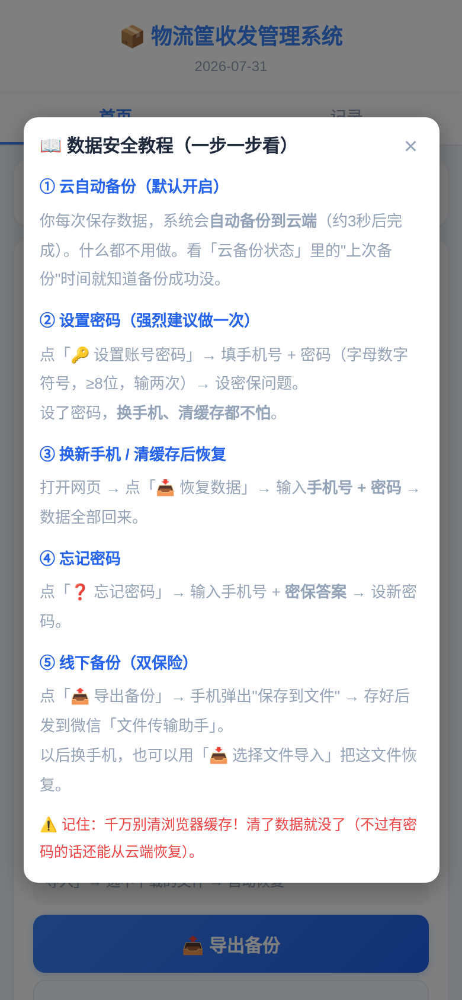 📦 物流筐收发管理系统
2026-07-31
首页
记录
📖 数据安全教程（一步一步看）
×
① 云自动备份（默认开启）
你每次保存数据，系统会自动备份到云端（约3秒后完
成）。什么都不用做。看「云备份状态」里的"上次备
份"时间就知道备份成功没。
② 设置密码（强烈建议做一次）
点「🔑 设置账号密码」→ 填手机号 + 密码（字母数字
符号，≥8位，输两次）→ 设密保问题。
设了密码，换手机、清缓存都不怕。
③ 换新手机 / 清缓存后恢复
打开网页 → 点「📥 恢复数据」→ 输入手机号 + 密码 →
数据全部回来。
④ 忘记密码
点「❓ 忘记密码」→ 输入手机号 + 密保答案 → 设新密
码。
⑤ 线下备份（双保险）
点「📤 导出备份」→ 手机弹出"保存到文件" → 存好后
发到微信「文件传输助手」。
以后换手机，也可以用「📥 选择文件导入」把这文件恢
复。
⚠️ 记住：千万别清浏览器缓存！清了数据就没了（不过有密
码的话还能从云端恢复）。
导入」→ 选中下载的文件 → 自动恢复
📤 导出备份